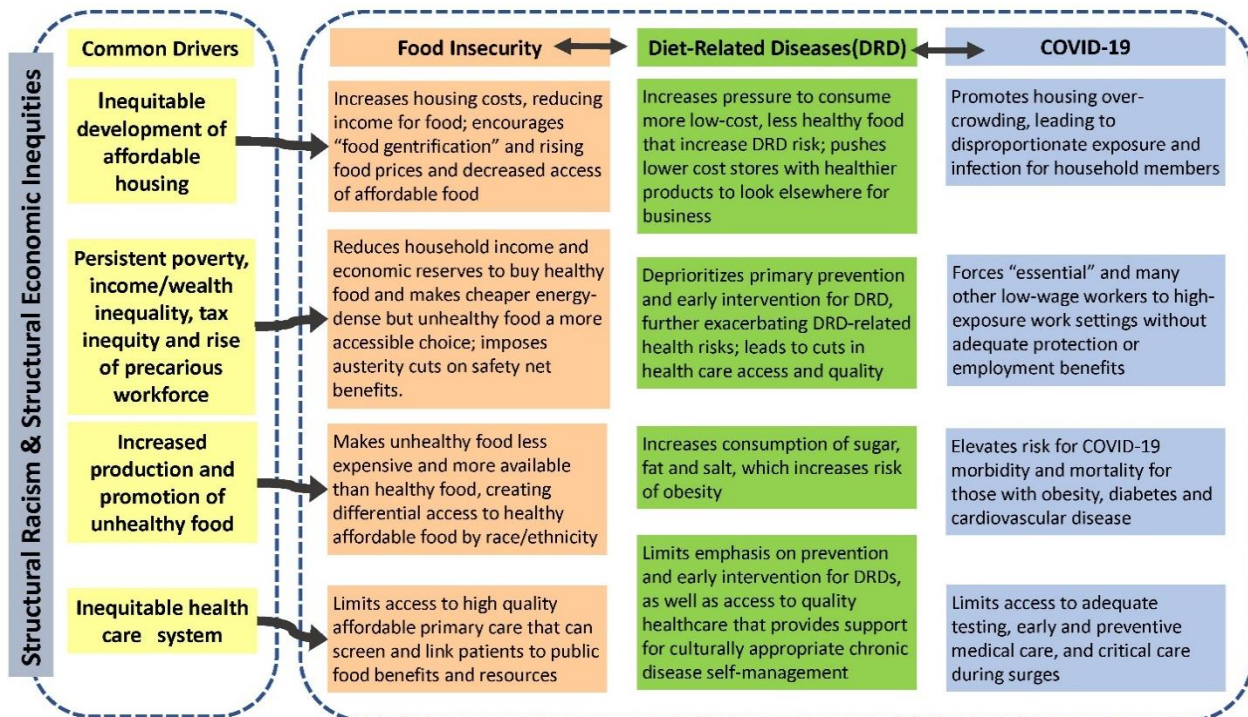 Structural Racism & Structural Economic Inequities
Common Drivers
Food Insecurity
Diet-Related Diseases(DRD)
COVID-19
Inequitable
development of
affordable
housing
Increases housing costs, reducing
income for food; encourages
“food gentrification” and rising
food prices and decreased access
of affordable food
Increases pressure to consume
more low-cost, less healthy food
that increase DRD risk; pushes
lower cost stores with healthier
products to look elsewhere for
business
Promotes housing over-
crowding, leading to
disproportionate exposure and
infection for household members
Persistent poverty,
income/wealth
inequality, tax
inequity and rise
of precarious
workforce
Reduces household income and
economic reserves to buy healthy
food and makes cheaper energy-
dense but unhealthy food a more
accessible choice; imposes
austerity cuts on safety net
benefits.
Deprioritizes primary prevention
and early intervention for DRD,
further exacerbating DRD-related
health risks; leads to cuts in
health care access and quality
Forces “essential” and many
other low-wage workers to high-
exposure work settings without
adequate protection or
employment benefits
Increased
production and
promotion of
unhealthy food
Makes unhealthy food less
expensive and more available
than healthy food, creating
differential access to healthy
affordable food by race/ethnicity
Increases consumption of sugar,
fat and salt, which increases risk
of obesity
Elevates risk for COVID-19
morbidity and mortality for
those with obesity, diabetes and
cardiovascular disease
Inequitable health
care system
Limits access to high quality
affordable primary care that can
screen and link patients to public
food benefits and resources
Limits emphasis on prevention
and early intervention for DRDs,
as well as access to quality
healthcare that provides support
for culturally appropriate chronic
disease self-management
Limits access to adequate
testing, early and preventive
medical care, and critical care
during surges